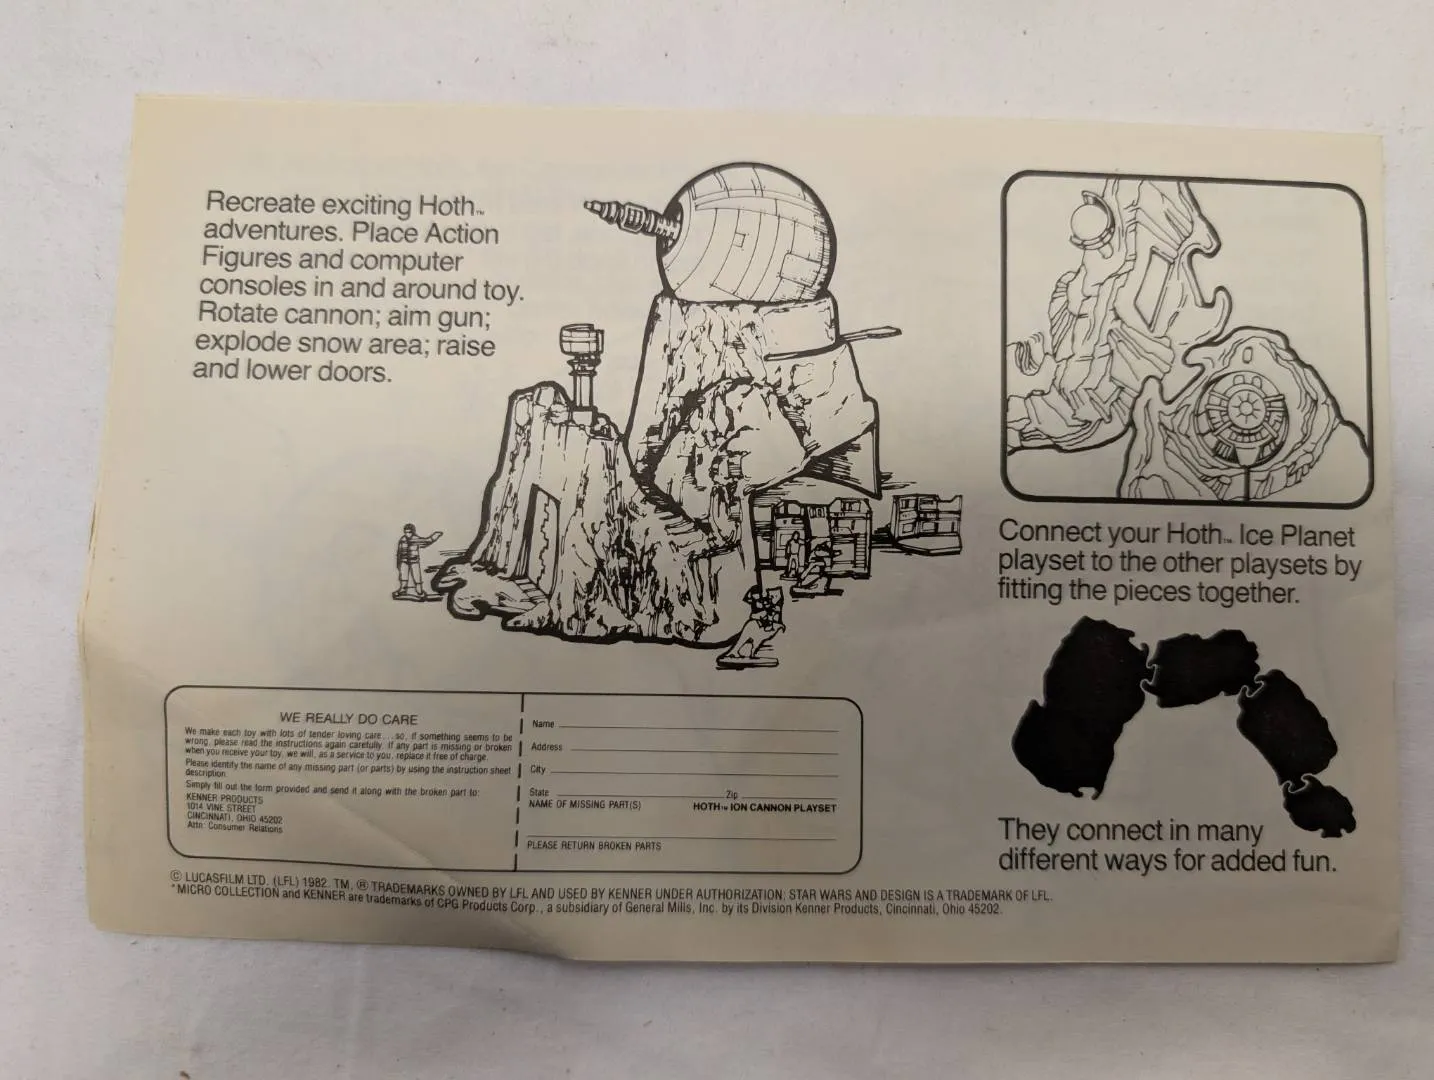 Recreate exciting Hoth™
adventures. Place Action
Figures and computer
consoles in and around toy.
Rotate cannon; aim gun;
explode snow area; raise
and lower doors.
Connect your Hoth™ Ice Planet
playset to the other playsets by
fitting the pieces together.
They connect in many
different ways for added fun.
WE REALLY DO CARE
We make each toy with lots of tender loving care...so, if something seems to be
wrong, please read the instructions again carefully. If any part is missing or broken
when you receive your toy, we will, as a service to you, replace it free of charge.
Please identify the name of any missing part (or parts) by using the instruction sheet
description.
Simply fill out the form provided and send it along with the broken part to:
KENNER PRODUCTS
1014 VINE STREET
CINCINNATI, OHIO 45202
Attn: Consumer Relations
Name
Address
City
State Zip
NAME OF MISSING PART(S) HOTH™ ION CANNON PLAYSET
PLEASE RETURN BROKEN PARTS
© LUCASFILM LTD. (LFL) 1982. TM, ® TRADEMARKS OWNED BY LFL AND USED BY KENNER UNDER AUTHORIZATION; STAR WARS AND DESIGN IS A TRADEMARK OF LFL.
*MICRO COLLECTION and KENNER are trademarks of CPG Products Corp., a subsidiary of General Mills, Inc. by its Division Kenner Products, Cincinnati, Ohio 45202.